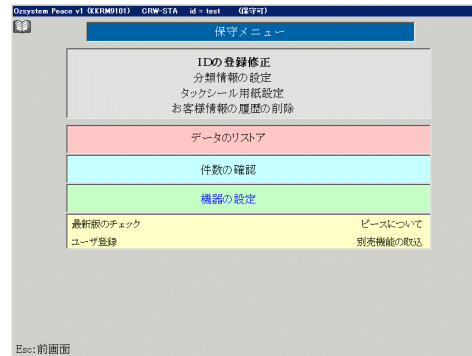 Ozsystem Peace v1 (KKRM9101) CRW-STA id = test (保守可)
保守メニュー
IDの登録修正
分類情報の設定
タックシール用紙設定
お客様情報の履歴の削除
データのリストア
件数の確認
機器の設定
最新版のチェック ピースについて
ユーザ登録 別売機能の取込
Esc:前画面